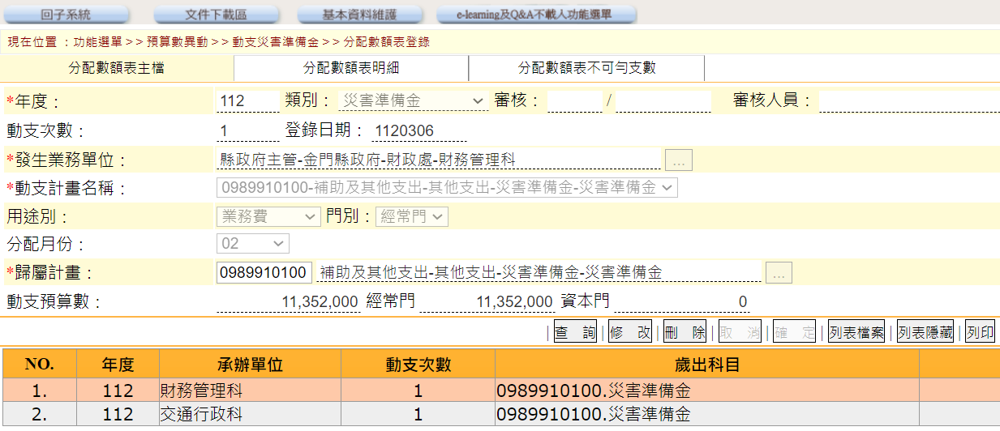 回子系統 文件下載區 基本資料維護 e-learning及Q&A不載入功能選單
現在位置 ：功能選單>>預算數異動>>動支災害準備金>>分配數額表登錄
分配數額表主檔 分配數額表明細 分配數額表不可勻支數
*年度： 112 類別： 災害準備金 審核： / 審核人員：
動支次數： 1 登錄日期： 1120306
*發生業務單位： 縣政府主管-金門縣政府-財政處-財務管理科 ...
*動支計畫名稱： 0989910100-補助及其他支出-其他支出-災害準備金-災害準備金
用途別： 業務費 門別： 經常門
分配月份： 02
*歸屬計畫： 0989910100 補助及其他支出-其他支出-災害準備金-災害準備金 ...
動支預算數： 11,352,000 經常門 11,352,000 資本門 0
| 查 詢 | 修 改 | 刪 除 | 取 消 | 確 定 | 列表檔案 | 列表隱藏 | 列印
NO. 年度 承辦單位 動支次數 歲出科目
1. 112 財務管理科 1 0989910100.災害準備金
2. 112 交通行政科 1 0989910100.災害準備金